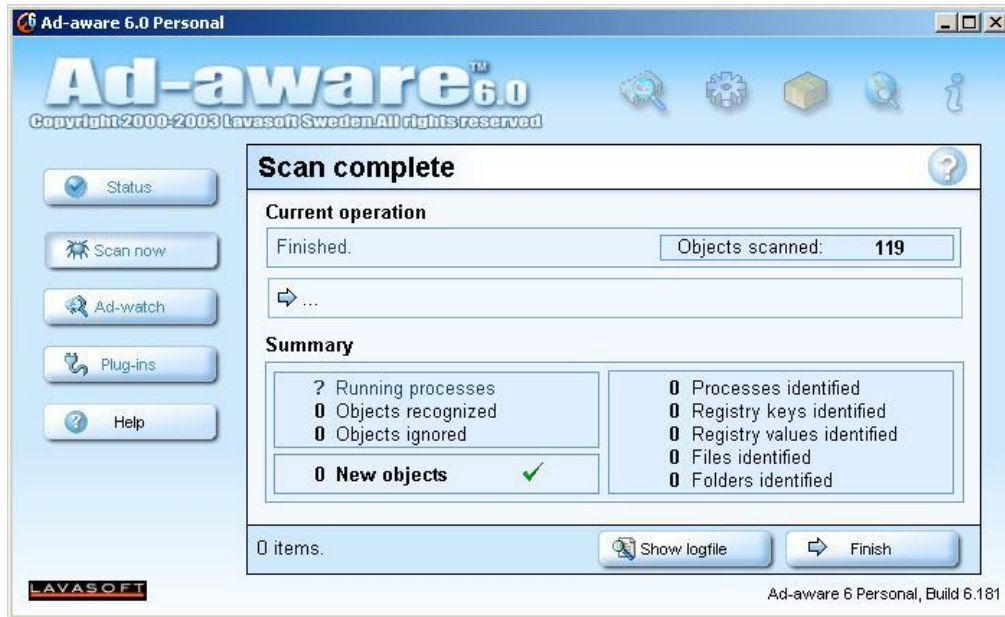 Ad-aware 6.0 Personal
Ad-aware™ 6.0
Copyright 2000-2003 Lavasoft Sweden. All rights reserved
Status
Scan now
Ad-watch
Plug-ins
Help
Scan complete
Current operation
Finished.
Objects scanned: 119
...
Summary
? Running processes
0 Objects recognized
0 Objects ignored
0 New objects
0 Processes identified
0 Registry keys identified
0 Registry values identified
0 Files identified
0 Folders identified
0 items.
Show logfile
Finish
LAVASOFT
Ad-aware 6 Personal, Build 6.181